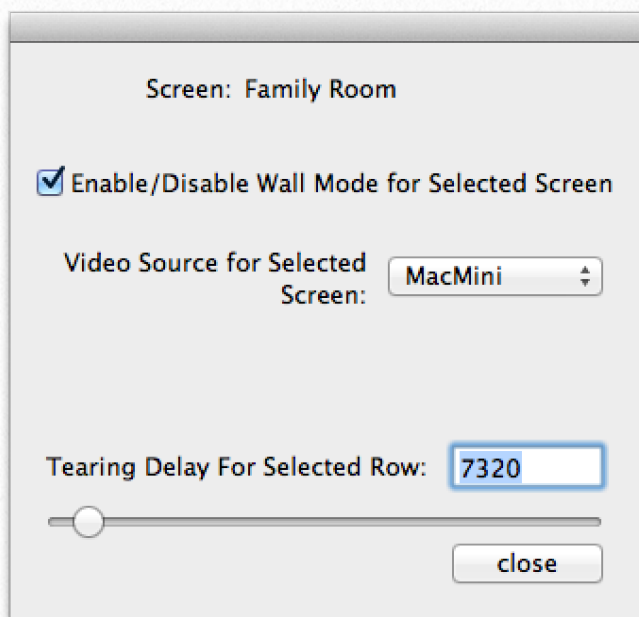 Screen: Family Room
Enable/Disable Wall Mode for Selected Screen
Video Source for Selected
Screen:
MacMini
Tearing Delay For Selected Row: 7320
close